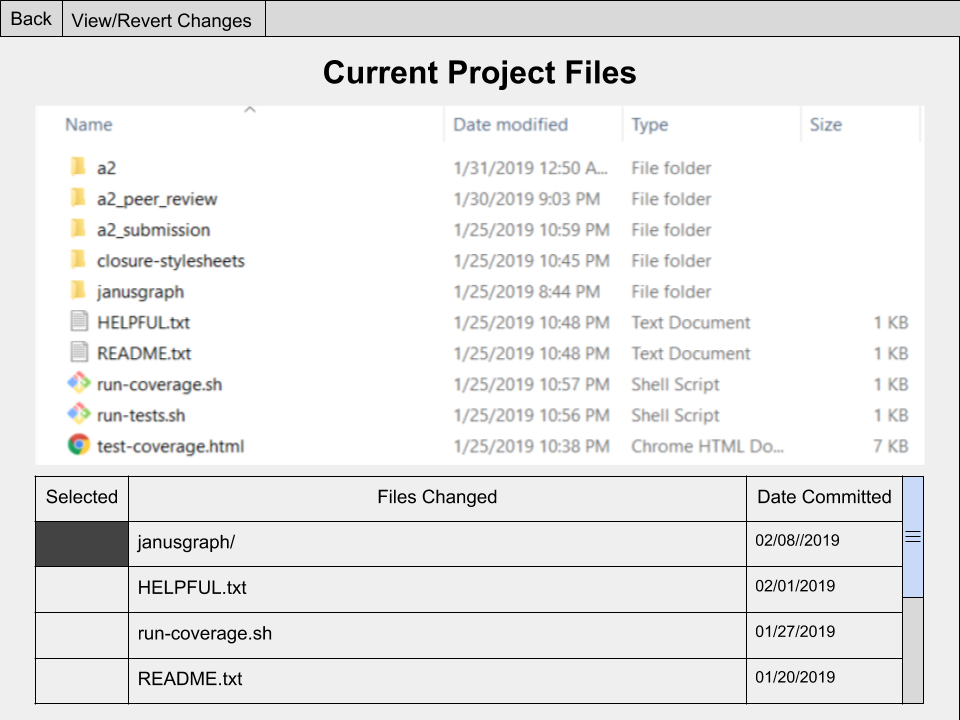 Back View/Revert Changes
Current Project Files
Name Date modified Type Size
a2 1/31/2019 12:50 A... File folder
a2_peer_review 1/30/2019 9:03 PM File folder
a2_submission 1/25/2019 10:59 PM File folder
closure-stylesheets 1/25/2019 10:45 PM File folder
janusgraph 1/25/2019 8:44 PM File folder
HELPFUL.txt 1/25/2019 10:48 PM Text Document 1 KB
README.txt 1/25/2019 10:48 PM Text Document 1 KB
run-coverage.sh 1/25/2019 10:57 PM Shell Script 1 KB
run-tests.sh 1/25/2019 10:56 PM Shell Script 1 KB
test-coverage.html 1/25/2019 10:38 PM Chrome HTML Do... 7 KB
Selected Files Changed Date Committed
janusgraph/ 02/08//2019
HELPFUL.txt 02/01/2019
run-coverage.sh 01/27/2019
README.txt 01/20/2019